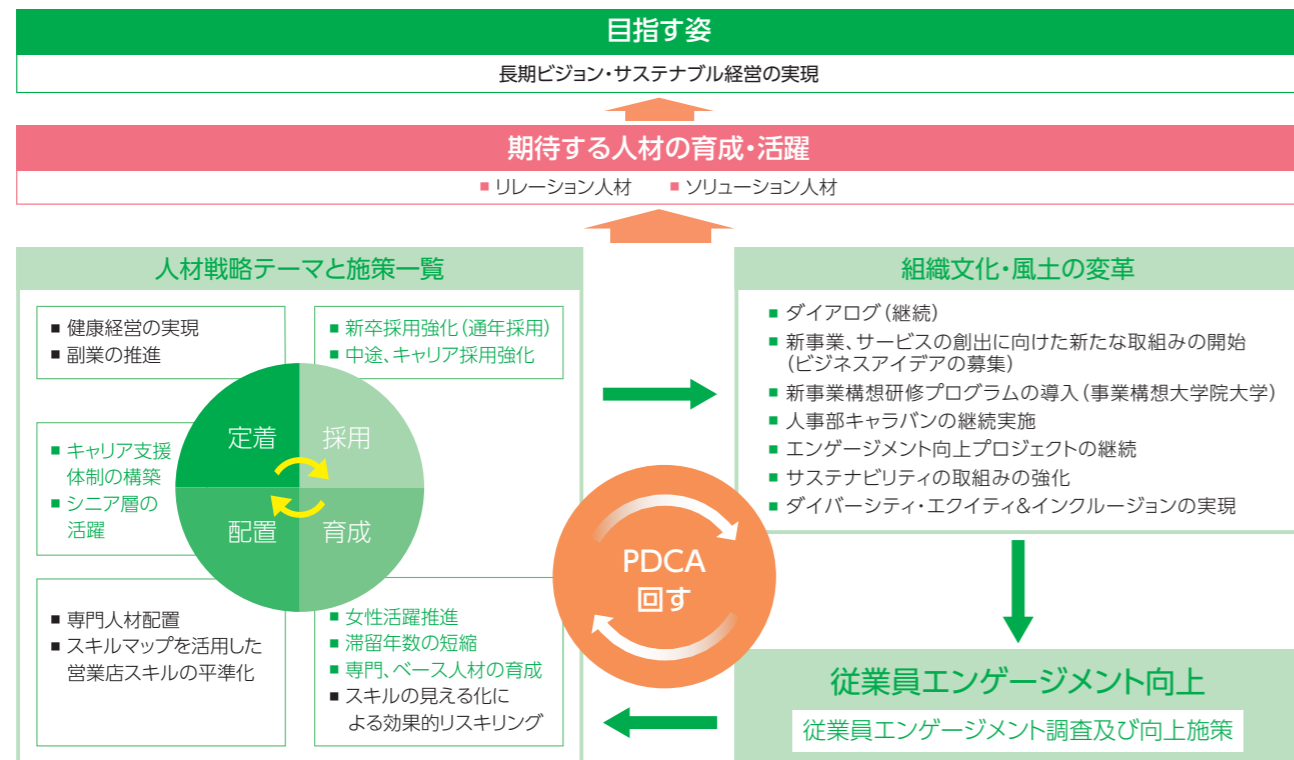 目指す姿
長期ビジョン・サステナブル経営の実現
期待する人材の育成・活躍
■ リレーション人材 ■ ソリューション人材
人材戦略テーマと施策一覧
■ 健康経営の実現
■ 副業の推進
■ 新卒採用強化（通年採用）
■ 中途、キャリア採用強化
■ キャリア支援
体制の構築
■ シニア層の
活躍
定着
採用
配置
育成
■ 専門人材配置
■ スキルマップを活用した
営業店スキルの平準化
■ 女性活躍推進
■ 滞留年数の短縮
■ 専門、ベース人材の育成
■ スキルの見える化に
よる効果的リスキリング
PDCA
回す
組織文化・風土の変革
■ ダイアログ（継続）
■ 新事業、サービスの創出に向けた新たな取組みの開始
（ビジネスアイデアの募集）
■ 新事業構想研修プログラムの導入（事業構想大学院大学）
■ 人事部キャラバンの継続実施
■ エンゲージメント向上プロジェクトの継続
■ サステナビリティの取組みの強化
■ ダイバーシティ・エクイティ&インクルージョンの実現
従業員エンゲージメント向上
従業員エンゲージメント調査及び向上施策